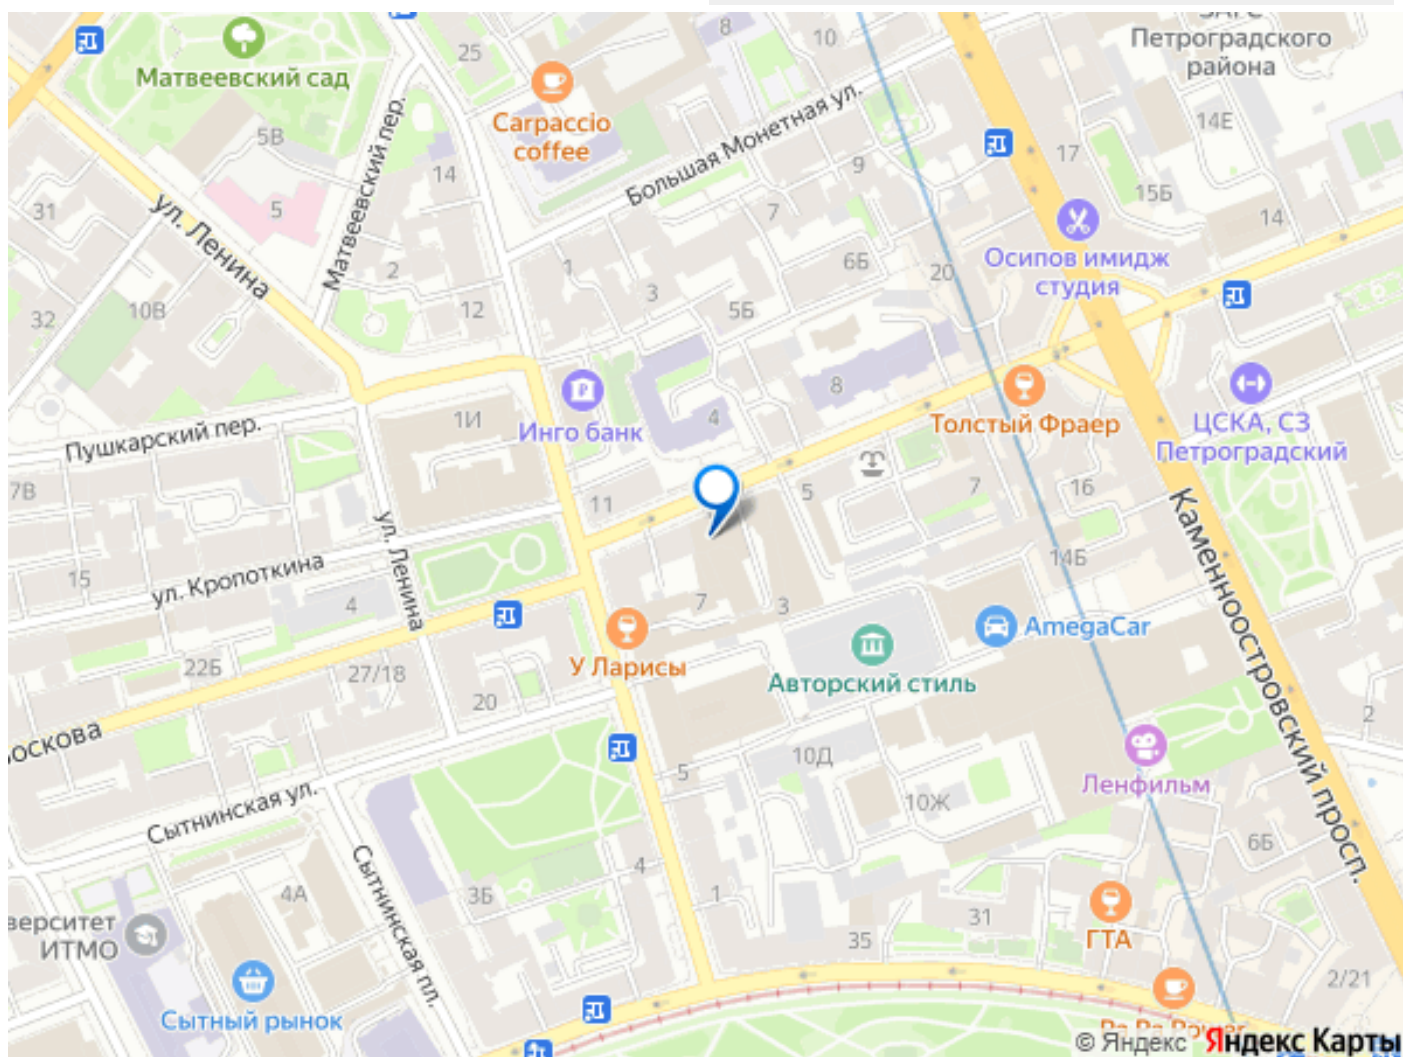 ЗАГС
Петроградского
района
8
10
25
Матвеевский сад
Carpaccio
coffee
Большая Монетная ул.
14Е
17
5В
Матвеевский пер.
14
9
15Б
31
5
ул. Ленина
7
14
Осипов имидж
студия
2
1
6Б
20
3
32
10В
12
5Б
8
1И
Инго банк
4
Толстый Фраер
ЦСКА, СЗ
Петроградский
Пушкарский пер.
7В
11
5
7
16
Каменноостровский просп.
ул. Ленина
15
ул. Кропоткина
14Б
4
7
3
У Ларисы
AmegaCar
22Б
27/18
20
Авторский стиль
2
оскова
5
10Д
Ленфильм
10Ж
Сытнинская ул.
6Б
4
Сытнинская пл.
4А
3Б
1
верситет
ИТМО
31
35
ГТА
2/21
Сытный рынок
© Яндекс Яндекс Карты